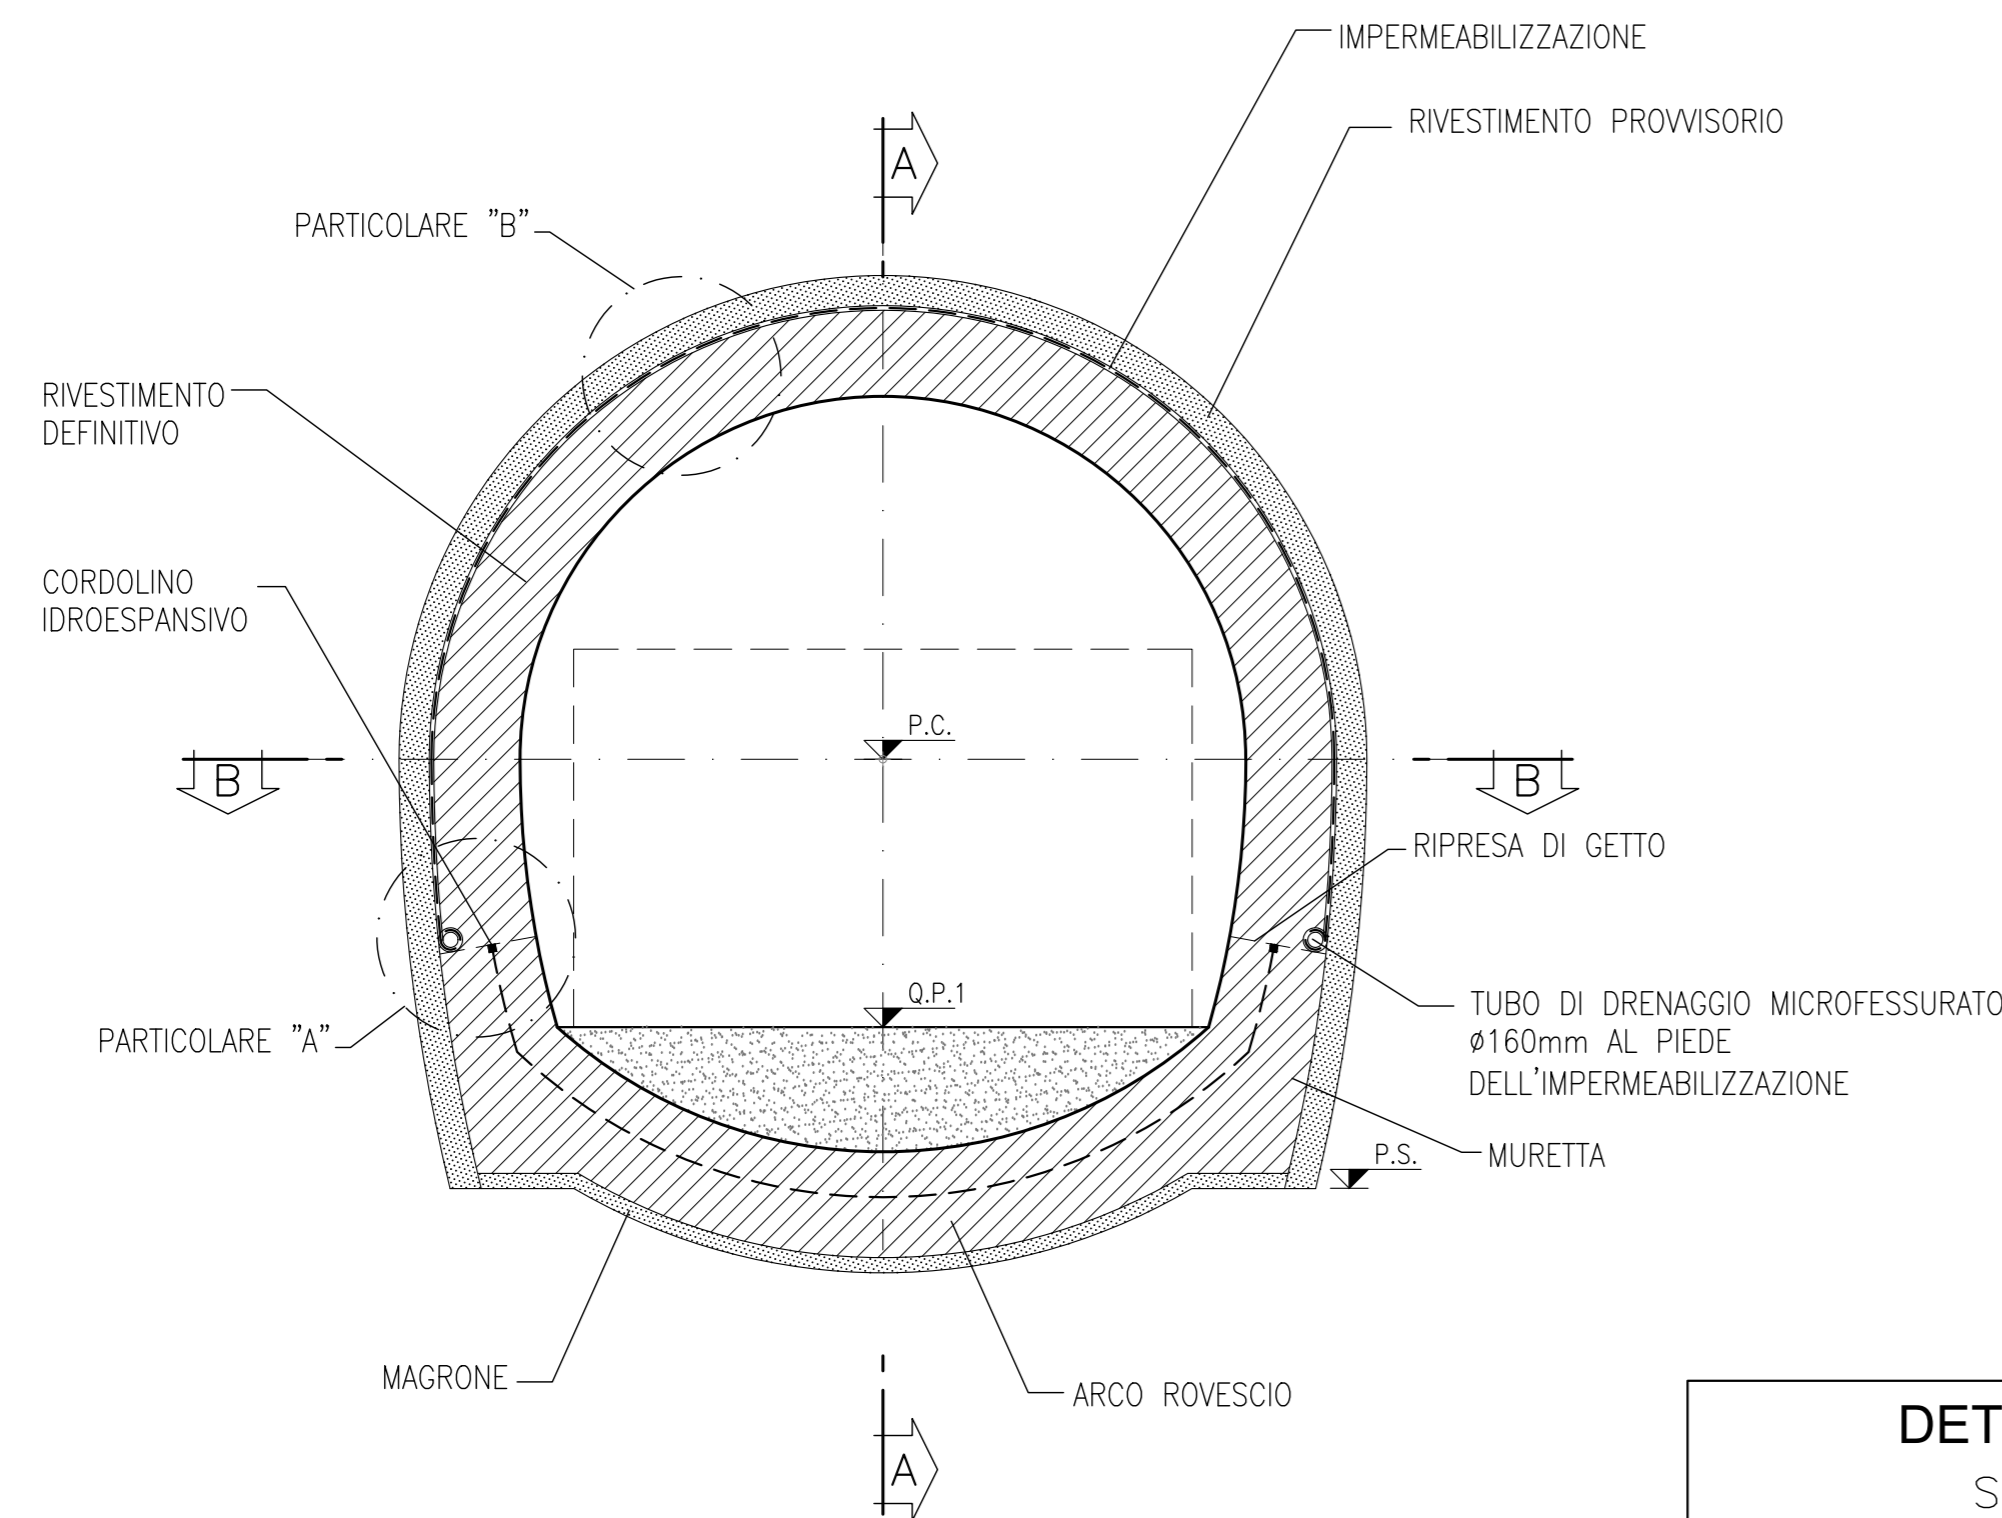 IMPERMEABILIZZAZIONE
RIVESTIMENTO PROVVISORIO
A
PARTICOLARE "B"
RIVESTIMENTO
DEFINITIVO
CORDOLINO
IDROESPANSIVO
P.C.
B
B
RIPRESA DI GETTO
Q.P.1
TUBO DI DRENAGGIO MICROFESSURATO
ø160mm AL PIEDE
DELL'IMPERMEABILIZZAZIONE
PARTICOLARE "A"
P.S.
MURETTA
MAGRONE
ARCO ROVESCIO
A
DET
S